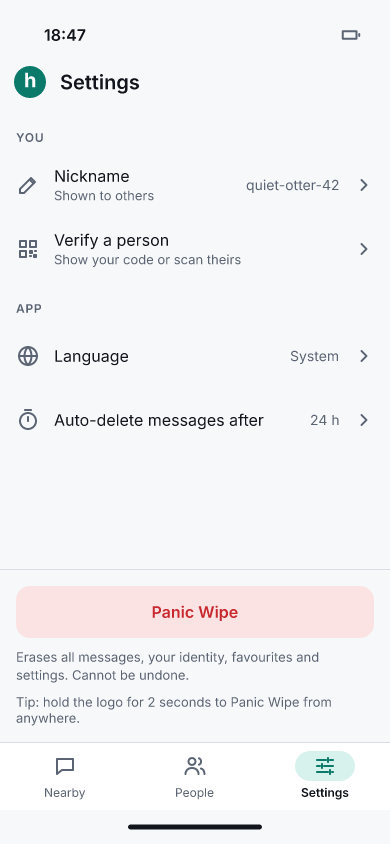 18:47
h
Settings
YOU
Nickname
Shown to others
quiet-otter-42
Verify a person
Show your code or scan theirs
APP
Language
System
Auto-delete messages after
24 h
Panic Wipe
Erases all messages, your identity, favourites and
settings. Cannot be undone.
Tip: hold the logo for 2 seconds to Panic Wipe from
anywhere.
Nearby
People
Settings